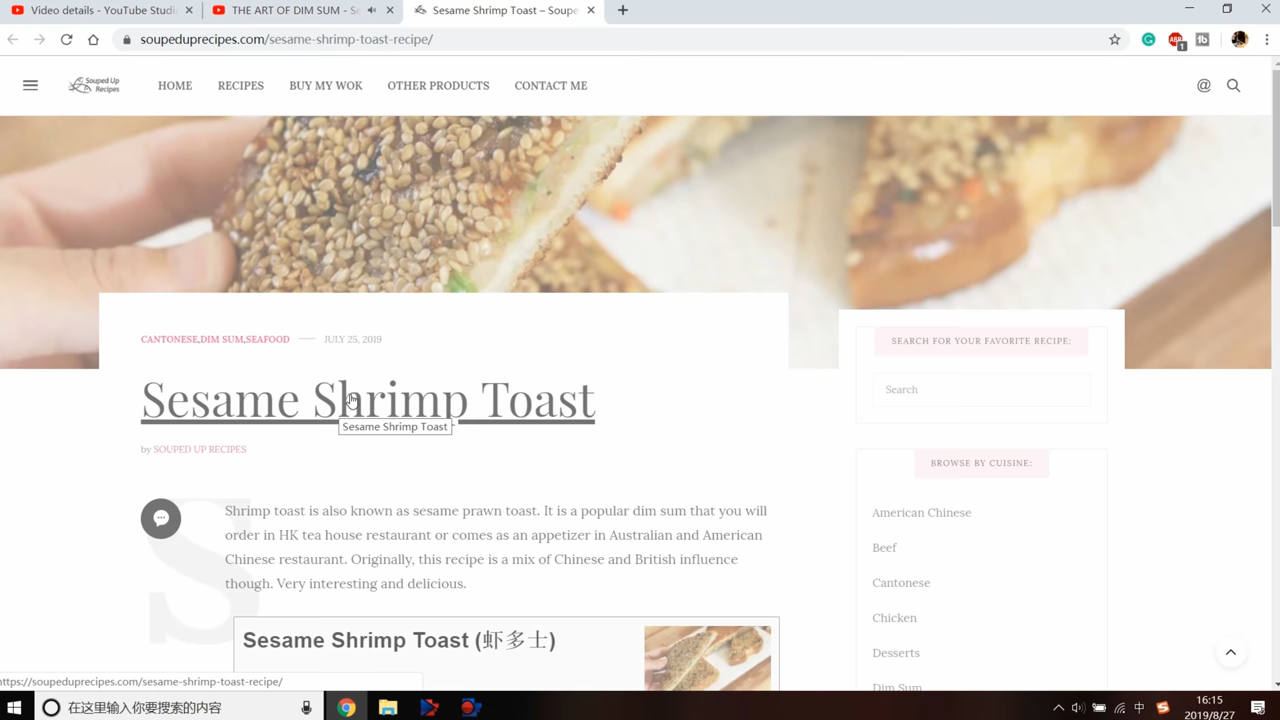 Video details - YouTube Studi
THE ART OF DIM SUM - S
Sesame Shrimp Toast – Soupe
soupeduprecipes.com/sesame-shrimp-toast-recipe/
ABP
1
tb
Souped Up
Recipes
HOME
RECIPES
BUY MY WOK
OTHER PRODUCTS
CONTACT ME
@
CANTONESE,DIM SUM,SEAFOOD
JULY 25, 2019
SEARCH FOR YOUR FAVORITE RECIPE:
Search
Sesame Shrimp Toast
Sesame Shrimp Toast
by SOUPED UP RECIPES
BROWSE BY CUISINE:
S
Shrimp toast is also known as sesame prawn toast. It is a popular dim sum that you will
order in HK tea house restaurant or comes as an appetizer in Australian and American
Chinese restaurant. Originally, this recipe is a mix of Chinese and British influence
though. Very interesting and delicious.
American Chinese
Beef
Cantonese
Chicken
Desserts
Dim Sum
Sesame Shrimp Toast (虾多士)
https://soupeduprecipes.com/sesame-shrimp-toast-recipe/
在这里输入你要搜索的内容
中
16:15
2019/8/27